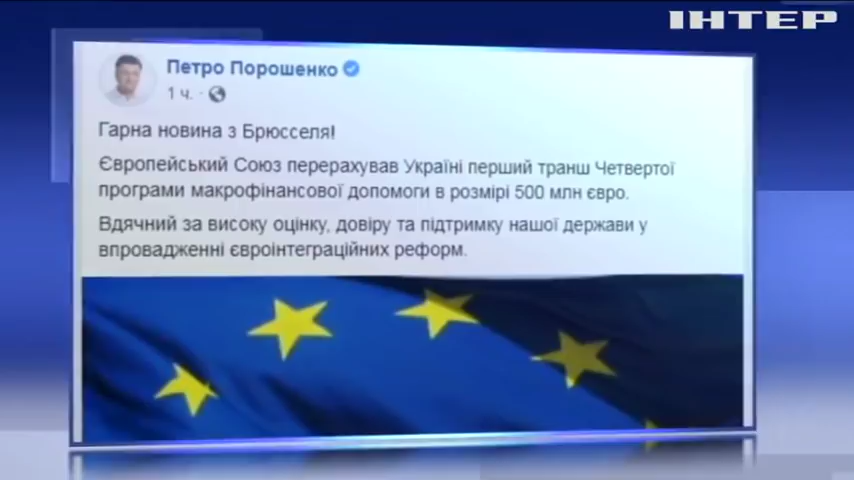 ІНТЕР
Петро Порошенко
1 ч. ·
Гарна новина з Брюсселя!
Європейський Союз перерахував Україні перший транш Четвертої
програми макрофінансової допомоги в розмірі 500 млн євро.
Вдячний за високу оцінку, довіру та підтримку нашої держави у
впровадженні євроінтеграційних реформ.